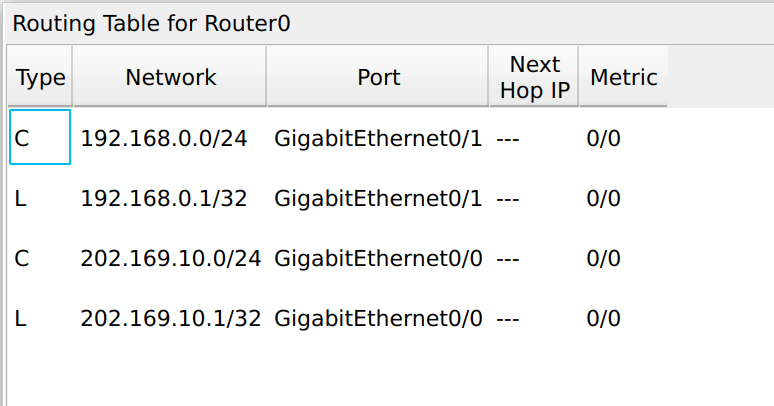 Routing Table for Router0
Type Network Port Next Hop IP Metric
C 192.168.0.0/24 GigabitEthernet0/1 --- 0/0
L 192.168.0.1/32 GigabitEthernet0/1 --- 0/0
C 202.169.10.0/24 GigabitEthernet0/0 --- 0/0
L 202.169.10.1/32 GigabitEthernet0/0 --- 0/0